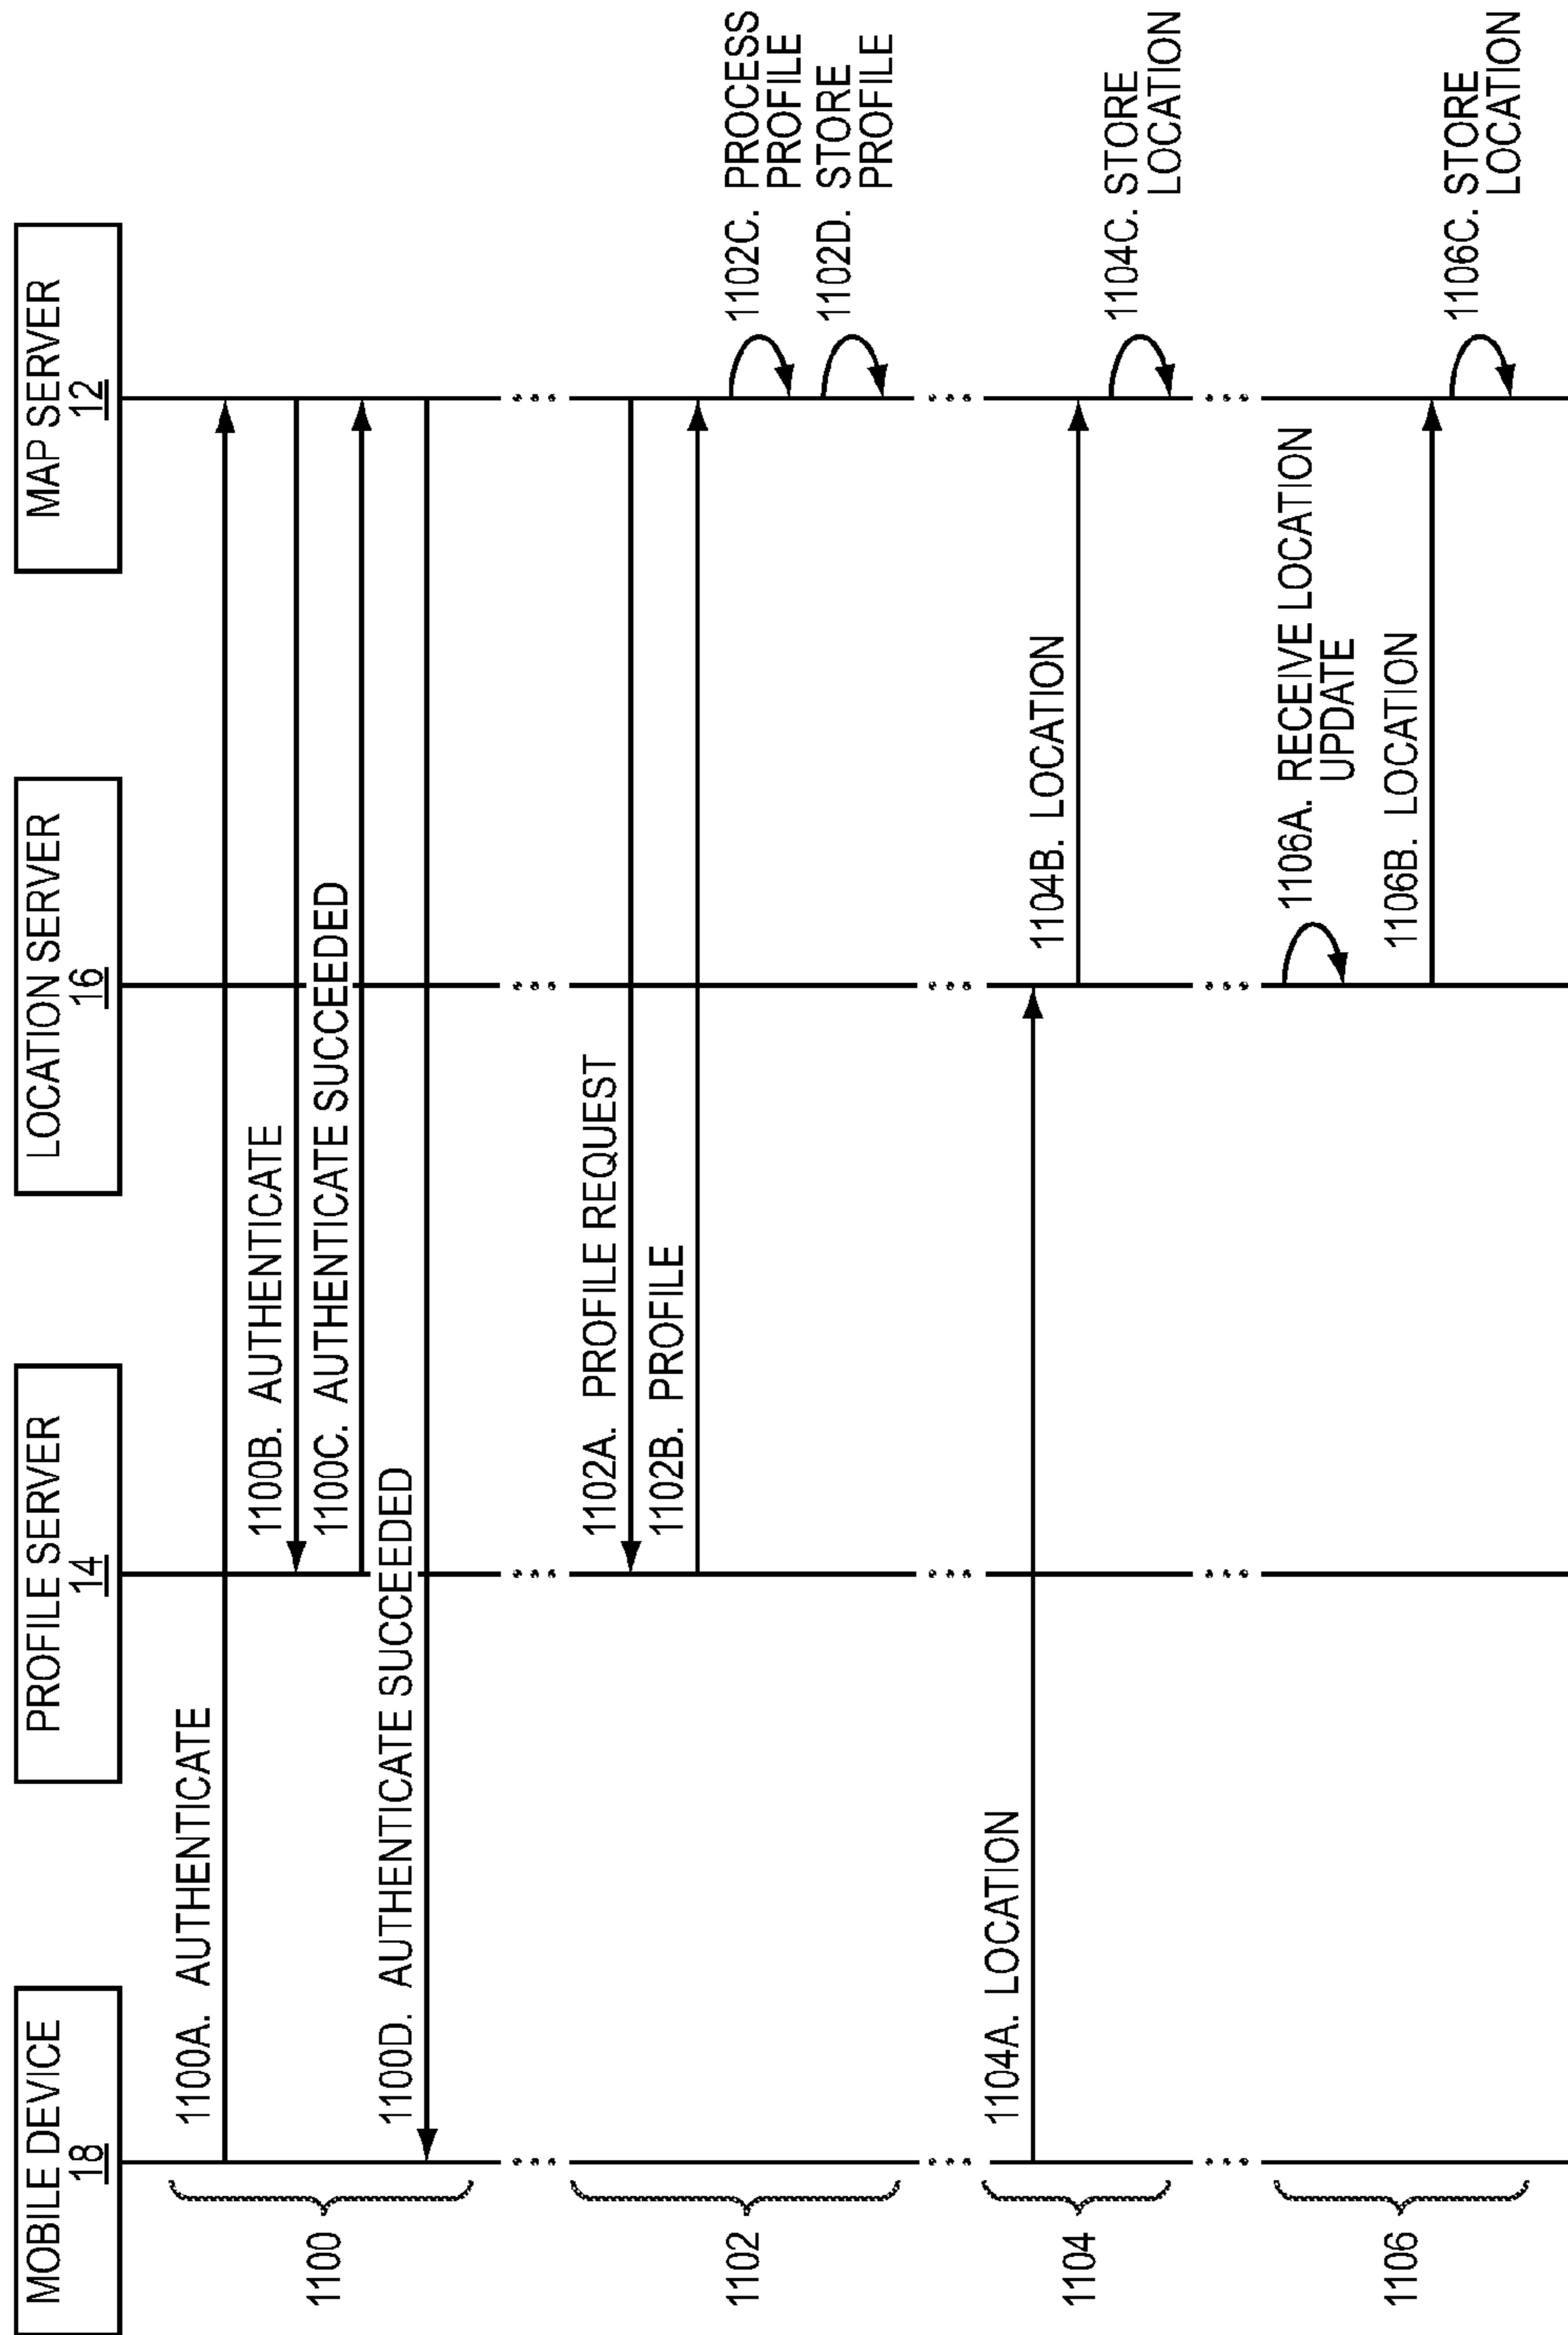 MOBILE DEVICE
18
PROFILE SERVER
14
LOCATION SERVER
16
MAP SERVER
12
1100
1100A. AUTHENTICATE
1100B. AUTHENTICATE
1100C. AUTHENTICATE SUCCEEDED
1100D. AUTHENTICATE SUCCEEDED
1102
1102A. PROFILE REQUEST
1102B. PROFILE
1102C. PROCESS
PROFILE
1102D. STORE
PROFILE
1104
1104A. LOCATION
1104B. LOCATION
1104C. STORE
LOCATION
1106
1106A. RECEIVE LOCATION
UPDATE
1106B. LOCATION
1106C. STORE
LOCATION